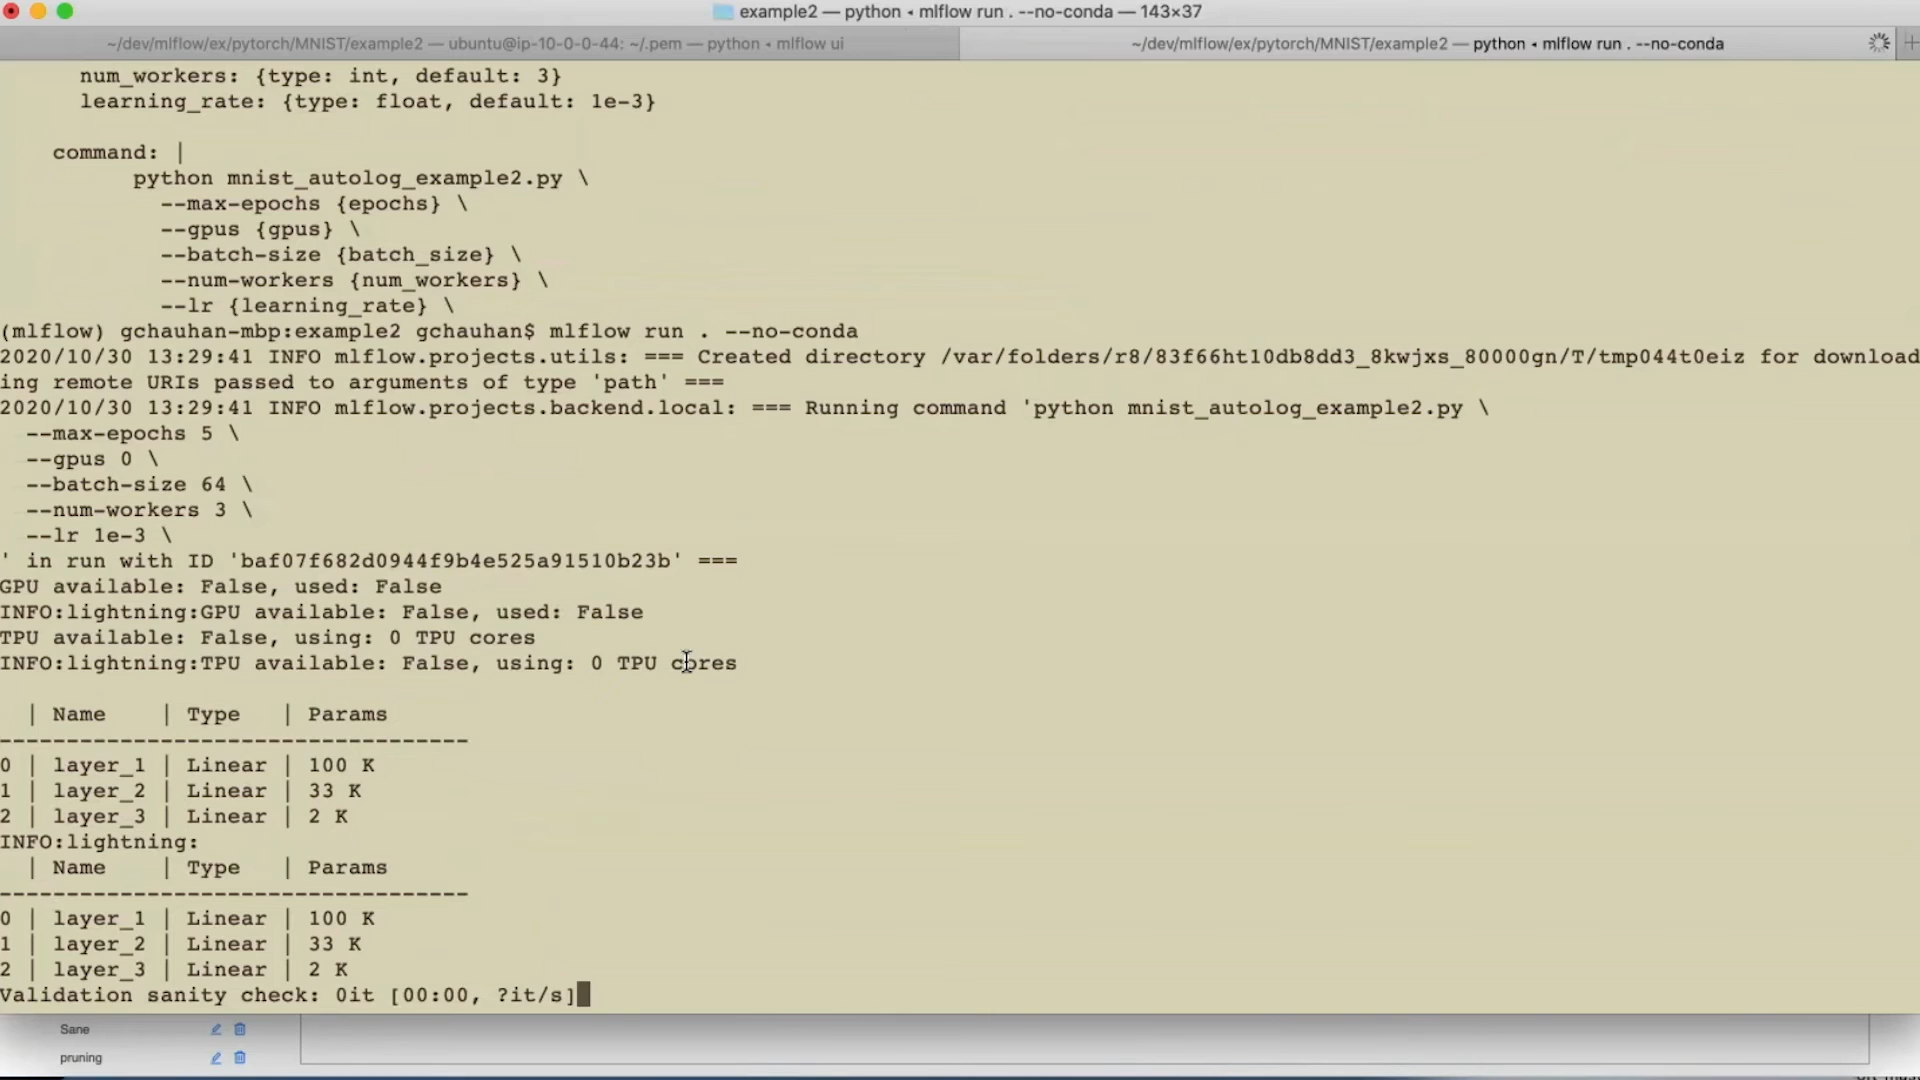 example2 — python ◂ mlflow run . --no-conda — 143×37
~/dev/mlflow/ex/pytorch/MNIST/example2 — ubuntu@ip-10-0-0-44: ~/.pem — python ◂ mlflow ui
~/dev/mlflow/ex/pytorch/MNIST/example2 — python ◂ mlflow run . --no-conda
num_workers: {type: int, default: 3}
learning_rate: {type: float, default: 1e-3}
command: |
python mnist_autolog_example2.py \
--max-epochs {epochs} \
--gpus {gpus} \
--batch-size {batch_size} \
--num-workers {num_workers} \
--lr {learning_rate} \
(mlflow) gchauhan-mbp:example2 gchauhan$ mlflow run . --no-conda
2020/10/30 13:29:41 INFO mlflow.projects.utils: === Created directory /var/folders/r8/83f66ht10db8dd3_8kwjxs_80000gn/T/tmp044t0eiz for download
ing remote URIs passed to arguments of type 'path' ===
2020/10/30 13:29:41 INFO mlflow.projects.backend.local: === Running command 'python mnist_autolog_example2.py \
--max-epochs 5 \
--gpus 0 \
--batch-size 64 \
--num-workers 3 \
--lr 1e-3 \
' in run with ID 'baf07f682d0944f9b4e525a91510b23b' ===
GPU available: False, used: False
INFO:lightning:GPU available: False, used: False
TPU available: False, using: 0 TPU cores
INFO:lightning:TPU available: False, using: 0 TPU cores
| Name | Type | Params
-----------------------------------
0 | layer_1 | Linear | 100 K
1 | layer_2 | Linear | 33 K
2 | layer_3 | Linear | 2 K
INFO:lightning:
| Name | Type | Params
-----------------------------------
0 | layer_1 | Linear | 100 K
1 | layer_2 | Linear | 33 K
2 | layer_3 | Linear | 2 K
Validation sanity check: 0it [00:00, ?it/s]
Sane
pruning